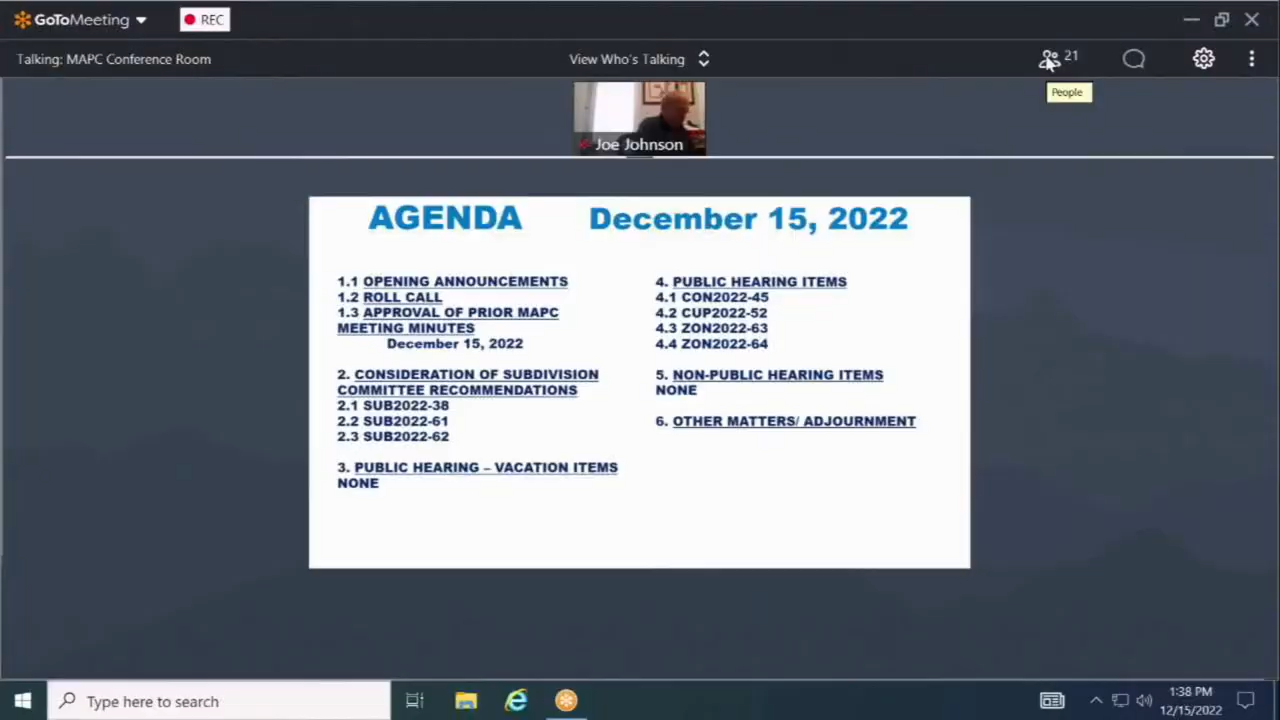 GoToMeeting
REC
Talking: MAPC Conference Room
View Who's Talking
21
People
Joe Johnson
AGENDA December 15, 2022
1.1 OPENING ANNOUNCEMENTS
1.2 ROLL CALL
1.3 APPROVAL OF PRIOR MAPC
MEETING MINUTES
December 15, 2022
2. CONSIDERATION OF SUBDIVISION
COMMITTEE RECOMMENDATIONS
2.1 SUB2022-38
2.2 SUB2022-61
2.3 SUB2022-62
3. PUBLIC HEARING – VACATION ITEMS
NONE
4. PUBLIC HEARING ITEMS
4.1 CON2022-45
4.2 CUP2022-52
4.3 ZON2022-63
4.4 ZON2022-64
5. NON-PUBLIC HEARING ITEMS
NONE
6. OTHER MATTERS/ ADJOURNMENT
Type here to search
1:38 PM
12/15/2022